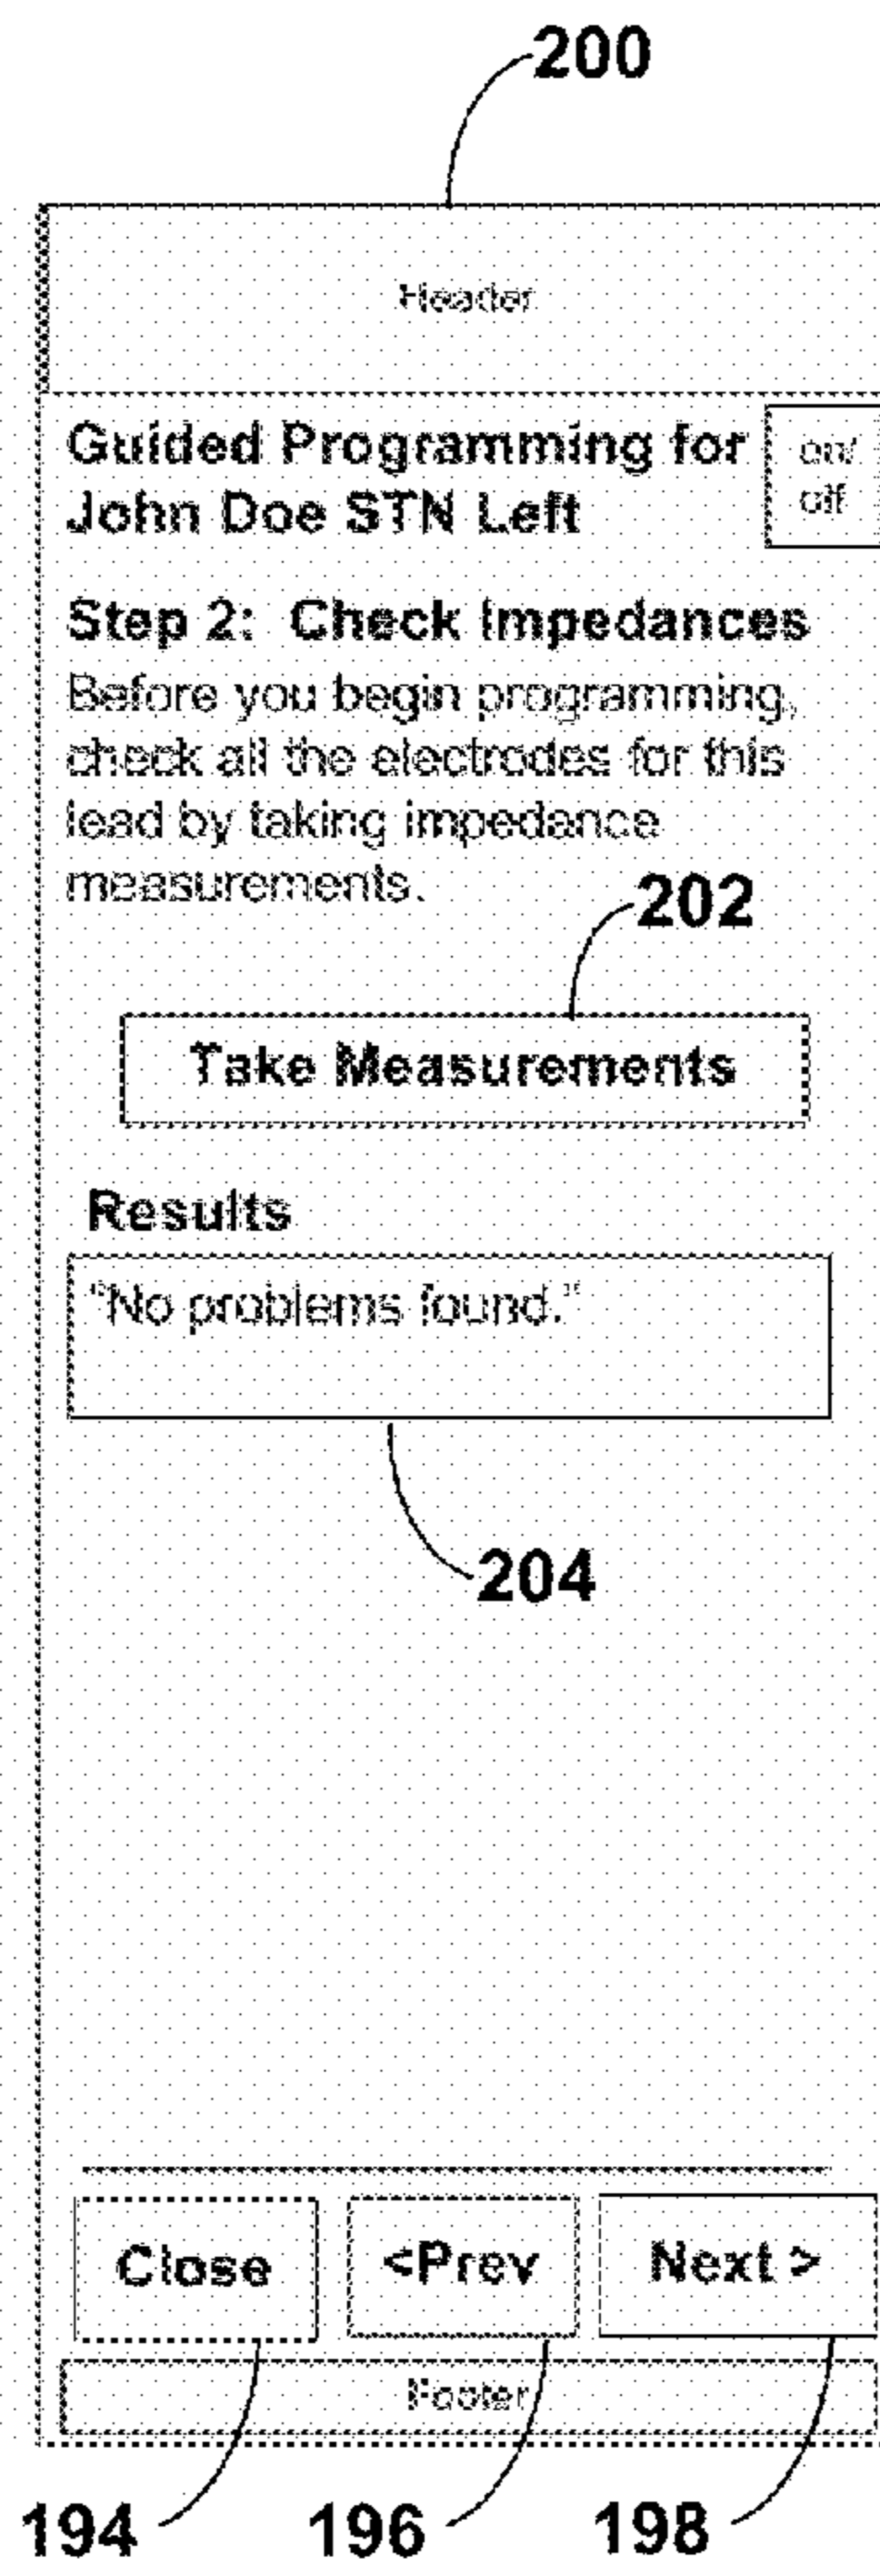 200
Header
Guided Programming for
on/
off
John Doe STN Left
Step 2: Check Impedances
Before you begin programming,
check all the electrodes for this
lead by taking impedance
measurements.
202
Take Measurements
Results
“No problems found.”
204
Close
<Prev
Next >
Footer
194
196
198